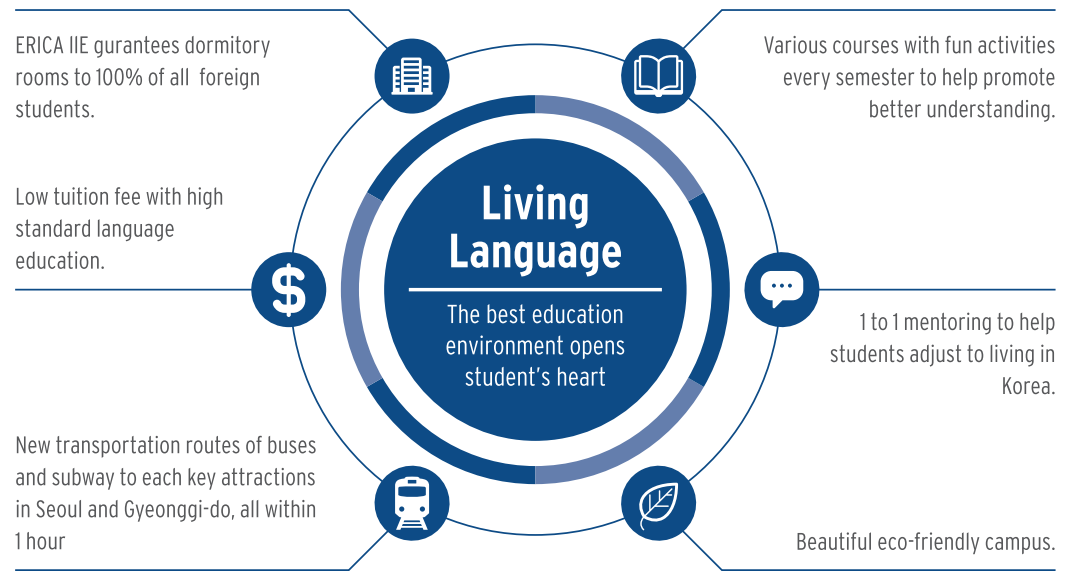 ERICA IIE gurantees dormitory
rooms to 100% of all foreign
students.
Low tuition fee with high
standard language
education.
New transportation routes of buses
and subway to each key attractions
in Seoul and Gyeonggi-do, all within
1 hour
Living
Language
The best education
environment opens
student's heart
Various courses with fun activities
every semester to help promote
better understanding.
1 to 1 mentoring to help
students adjust to living in
Korea.
Beautiful eco-friendly campus.